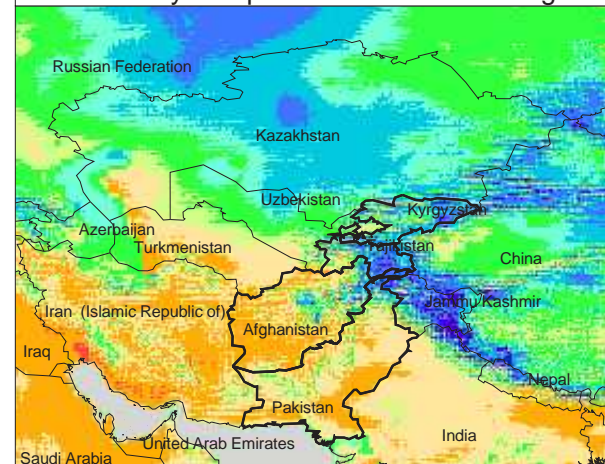 Russian Federation
Kazakhstan
Uzbekistan
Kyrgyzstan
Azerbaijan
Turkmenistan
Tajikistan
China
Iran (Islamic Republic of)
Jammu Kashmir
Afghanistan
Iraq
Nepal
Pakistan
United Arab Emirates
India
Saudi Arabia